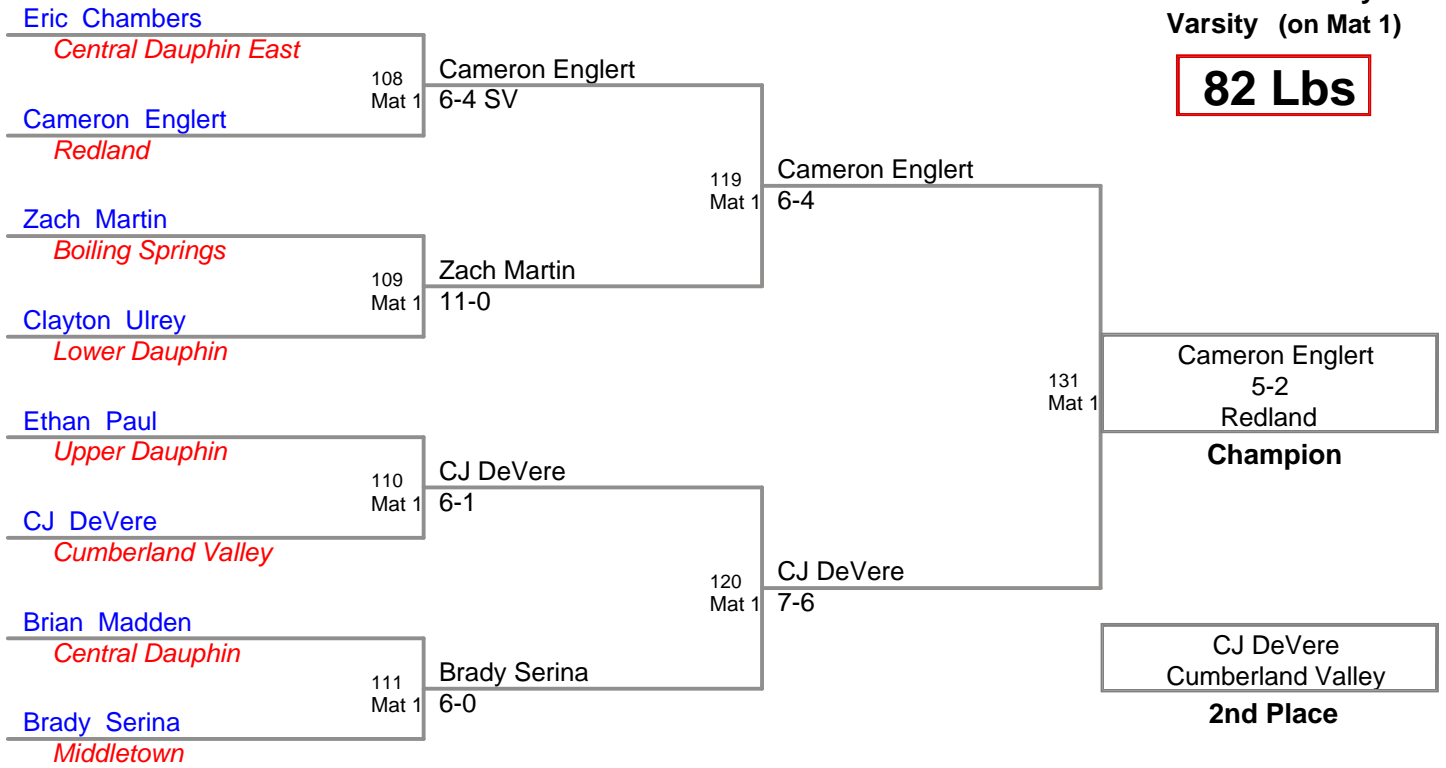 Eric Chambers
Central Dauphin East
Varsity (on Mat 1)
82 Lbs
108
Mat 1
Cameron Englert
6-4 SV
Cameron Englert
Redland
119
Mat 1
Cameron Englert
6-4
Zach Martin
Boiling Springs
109
Mat 1
Zach Martin
11-0
Clayton Ulrey
Lower Dauphin
131
Mat 1
Cameron Englert
5-2
Redland
Champion
Ethan Paul
Upper Dauphin
110
Mat 1
CJ DeVere
6-1
CJ DeVere
Cumberland Valley
120
Mat 1
CJ DeVere
7-6
Brian Madden
Central Dauphin
111
Mat 1
Brady Serina
6-0
Brady Serina
Middletown
CJ DeVere
Cumberland Valley
2nd Place